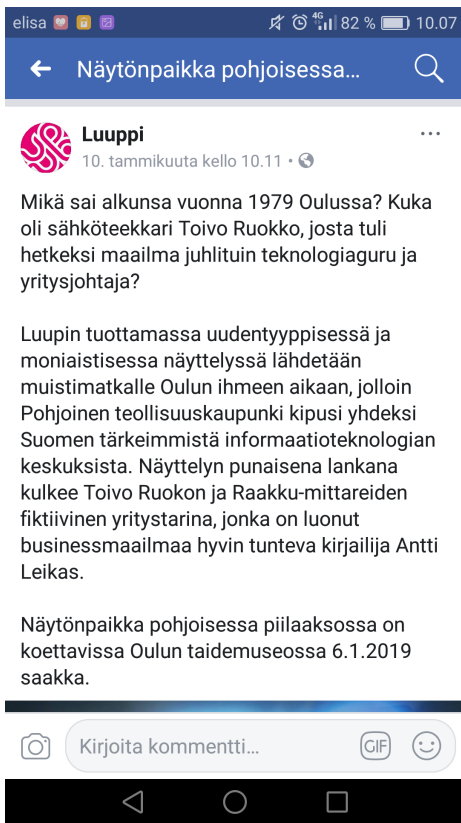 elisa 4G 82 % 10.07
Näytönpaikka pohjoisessa...
Luuppi
10. tammikuuta kello 10.11 •
Mikä sai alkunsa vuonna 1979 Oulussa? Kuka
oli sähköteekkari Toivo Ruokko, josta tuli
hetkeksi maailma juhlituin teknologiaguru ja
yritysjohtaja?
Luupin tuottamassa uudentyyppisessä ja
moniaistisessa näyttelyssä lähdetään
muistimatkalle Oulun ihmeen aikaan, jolloin
Pohjoinen teollisuuskaupunki kipusi yhdeksi
Suomen tärkeimmistä informaatioteknologian
keskuksista. Näyttelyn punaisena lankana
kulkee Toivo Ruokon ja Raakku-mittareiden
fiktiivinen yritystarina, jonka on luonut
businessmaailmaa hyvin tunteva kirjailija Antti
Leikas.
Näytönpaikka pohjoisessa piilaaksossa on
koettavissa Oulun taidemuseossa 6.1.2019
saakka.
Kirjoita kommentti... GIF